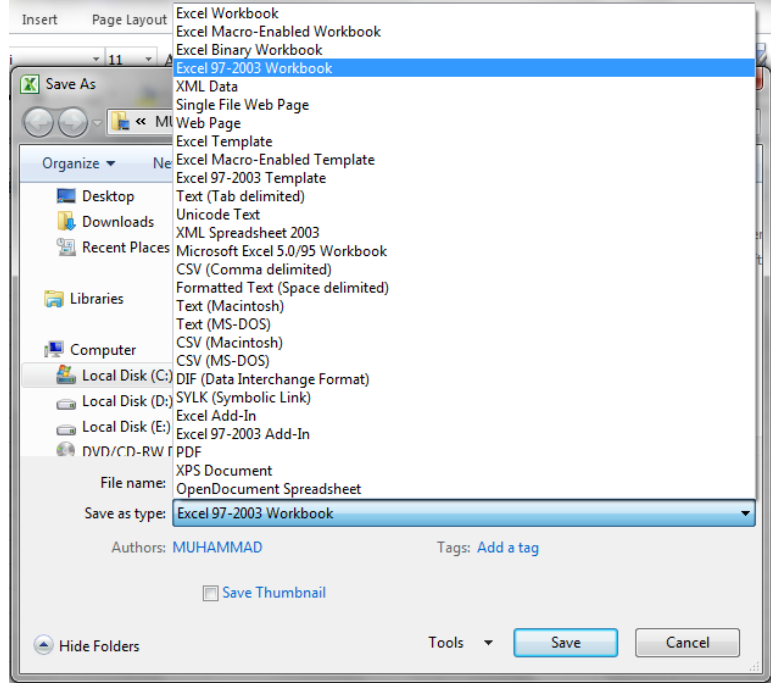 Insert Page Layout
11
Save As
Organize
Desktop
Downloads
Recent Places
Libraries
Computer
Local Disk (C:)
Local Disk (D:)
Local Disk (E:)
DVD/CD-RW
Excel Workbook
Excel Macro-Enabled Workbook
Excel Binary Workbook
Excel 97-2003 Workbook
XML Data
Single File Web Page
Web Page
Excel Template
Excel Macro-Enabled Template
Excel 97-2003 Template
Text (Tab delimited)
Unicode Text
XML Spreadsheet 2003
Microsoft Excel 5.0/95 Workbook
CSV (Comma delimited)
Formatted Text (Space delimited)
Text (Macintosh)
Text (MS-DOS)
CSV (Macintosh)
CSV (MS-DOS)
DIF (Data Interchange Format)
SYLK (Symbolic Link)
Excel Add-In
Excel 97-2003 Add-In
PDF
XPS Document
OpenDocument Spreadsheet
File name:
Save as type: Excel 97-2003 Workbook
Authors: MUHAMMAD Tags: Add a tag
Save Thumbnail
Hide Folders Tools Save Cancel